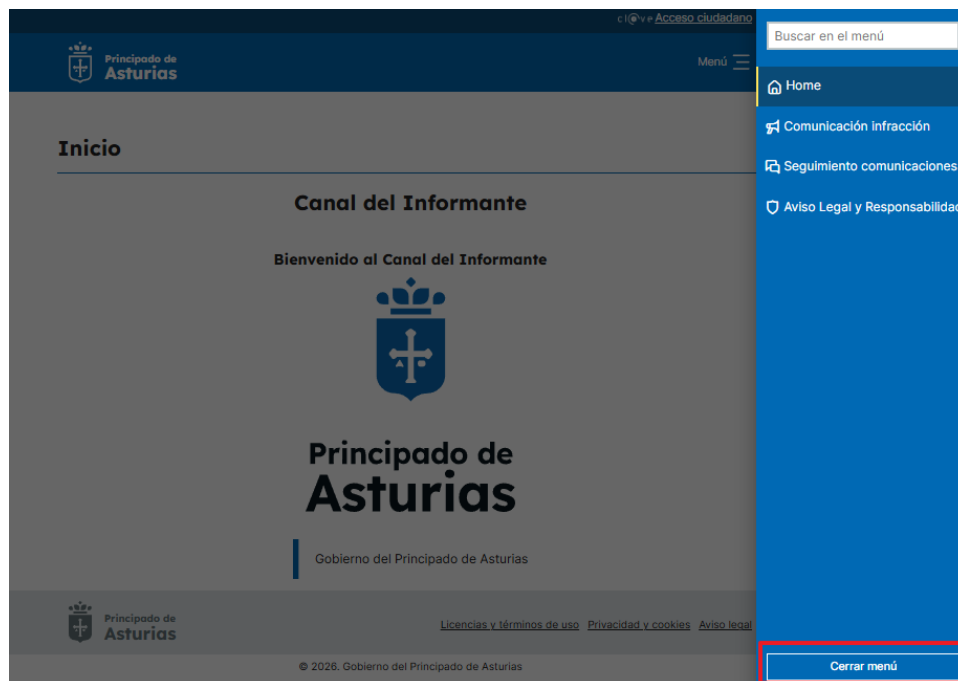 cl@ve Acceso ciudadano
Principado de
Asturias
Menú
Buscar en el menú
Home
Comunicación infracción
Seguimiento comunicaciones
Aviso Legal y Responsabilidad
Inicio
Canal del Informante
Bienvenido al Canal del Informante
Principado de
Asturias
Gobierno del Principado de Asturias
Principado de
Asturias
Licencias y términos de uso Privacidad y cookies Aviso legal
© 2026. Gobierno del Principado de Asturias
Cerrar menú